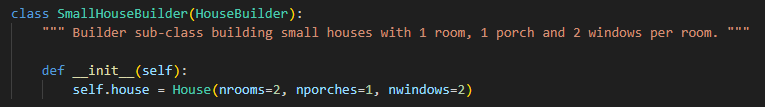 class SmallHouseBuilder(HouseBuilder):
    """ Builder sub-class building small houses with 1 room, 1 porch and 2 windows per room. """
    def __init__(self):
        self.house = House(nrooms=2, nporches=1, nwindows=2)